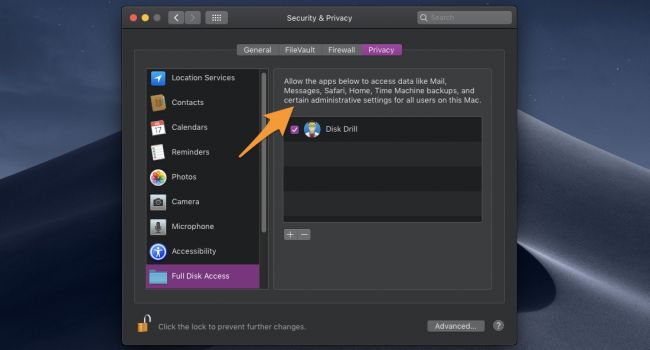 Security & Privacy
Search
General
FileVault
Firewall
Privacy
Location Services
Contacts
17
Calendars
Reminders
Photos
Camera
Microphone
Accessibility
Full Disk Access
Allow the apps below to access data like Mail,
Messages, Safari, Home, Time Machine backups, and
certain administrative settings for all users on this Mac.
Disk Drill
+ −
Click the lock to prevent further changes.
Advanced...
?